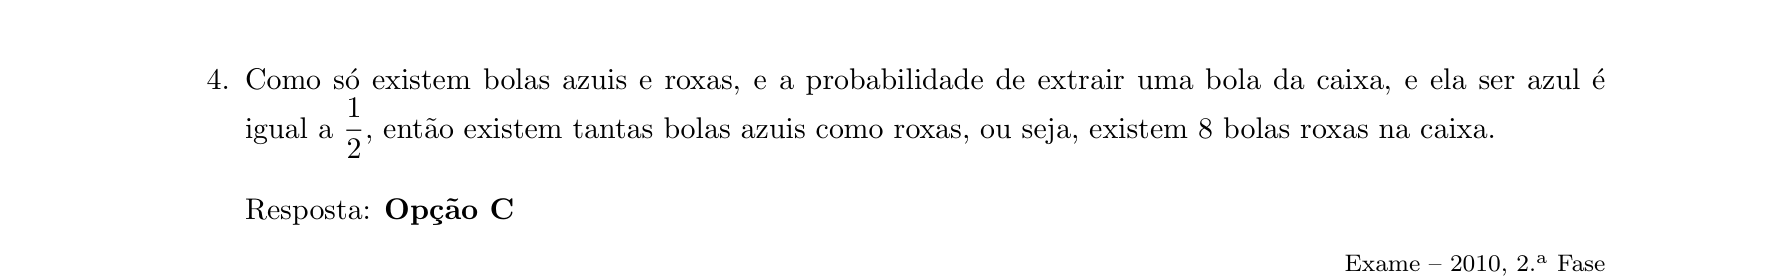 4. Como só existem bolas azuis e roxas, e a probabilidade de extrair uma bola da caixa, e ela ser azul é
igual a 1/2, então existem tantas bolas azuis como roxas, ou seja, existem 8 bolas roxas na caixa.
Resposta: Opção C
Exame – 2010, 2.ª Fase